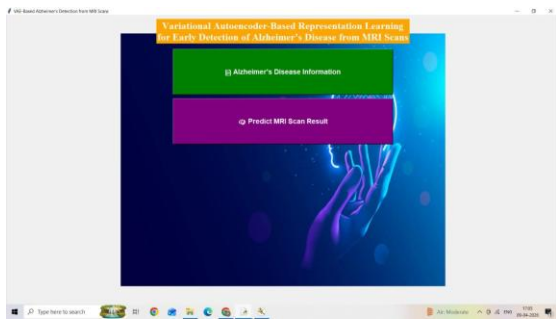 VAE-Based Alzheimer's Detection from MRI Scans
Variational Autoencoder-Based Representation Learning
for Early Detection of Alzheimer's Disease from MRI Scans
Alzheimer's Disease Information
Predict MRI Scan Result
Type here to search
Air: Moderate
ENG